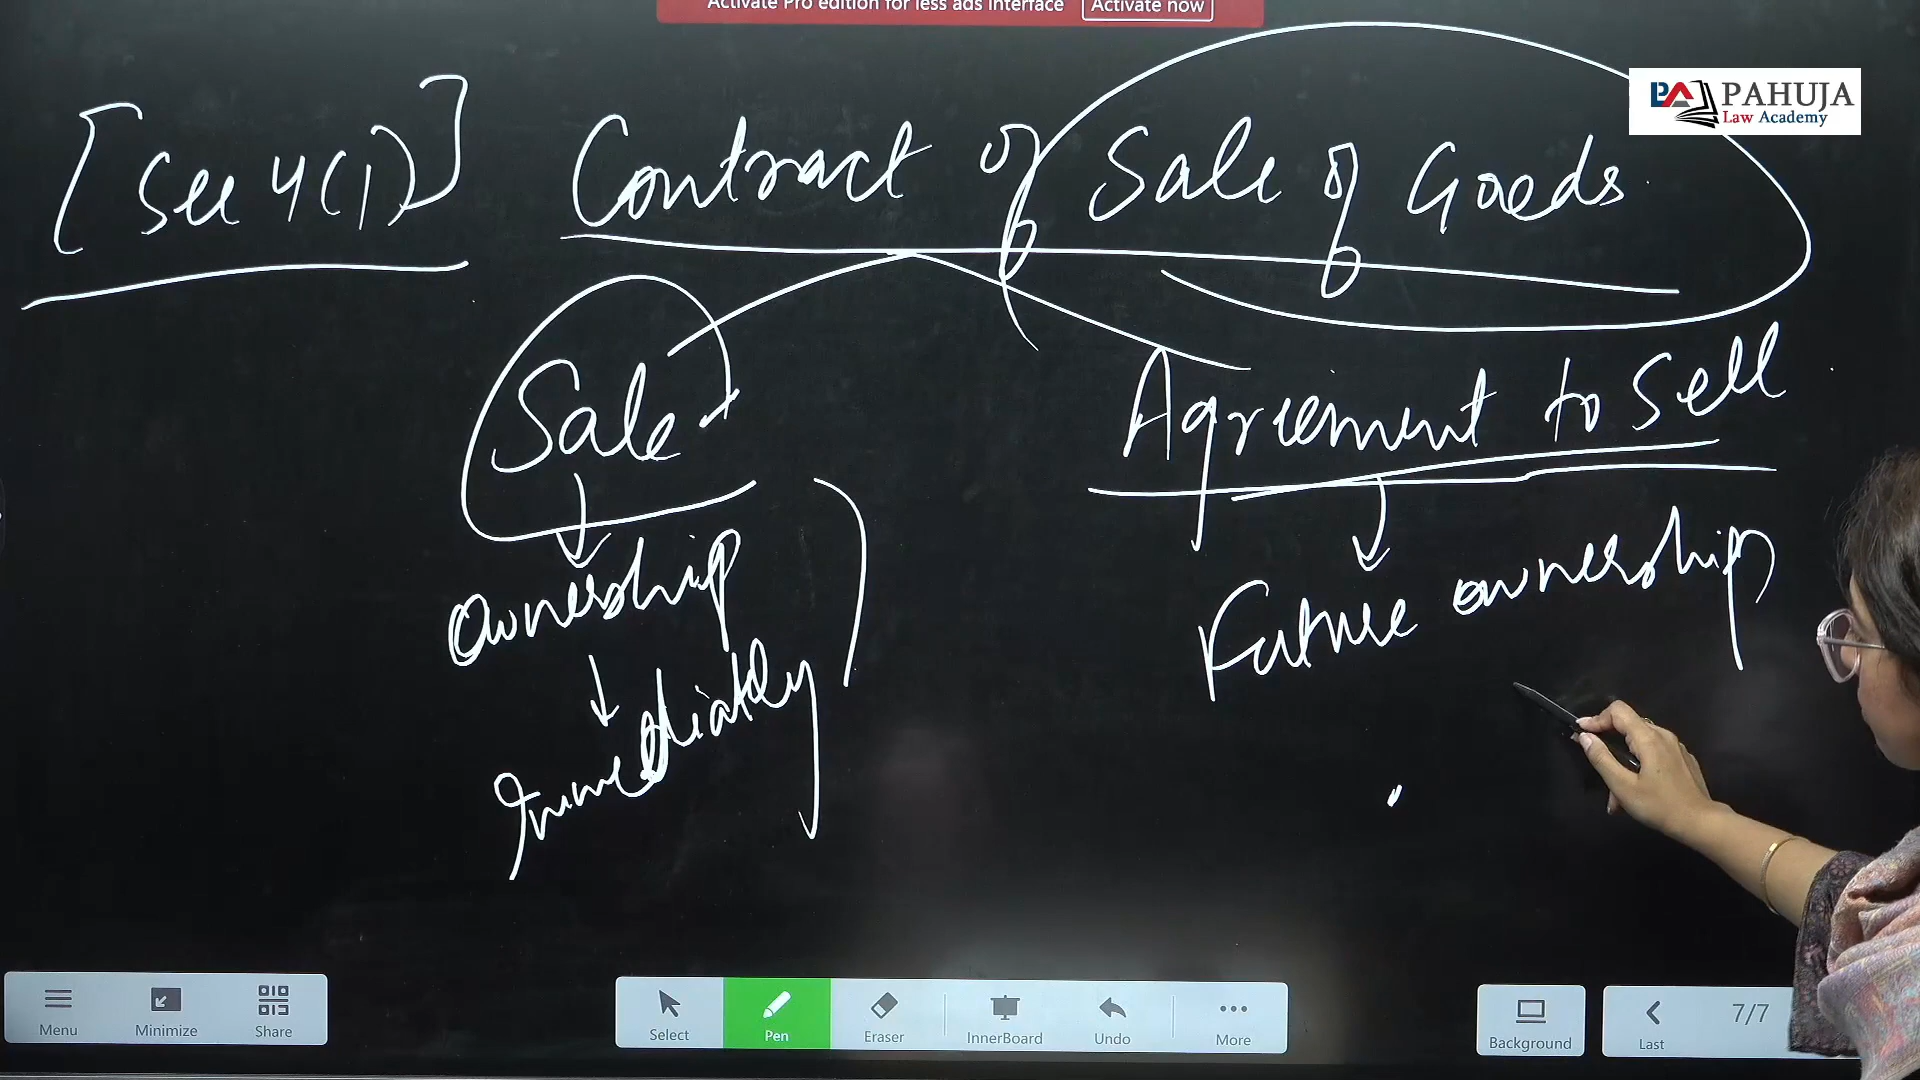 Activate Pro edition for less ads interface Activate now
PAHUJA
Law Academy
[Sec 4(1)] Contract of Sale of Goods
Sale Agreement to Sell
Ownership Future ownership
Immediately
Menu Minimize Share Select Pen Eraser InnerBoard Undo More Background Last 7/7